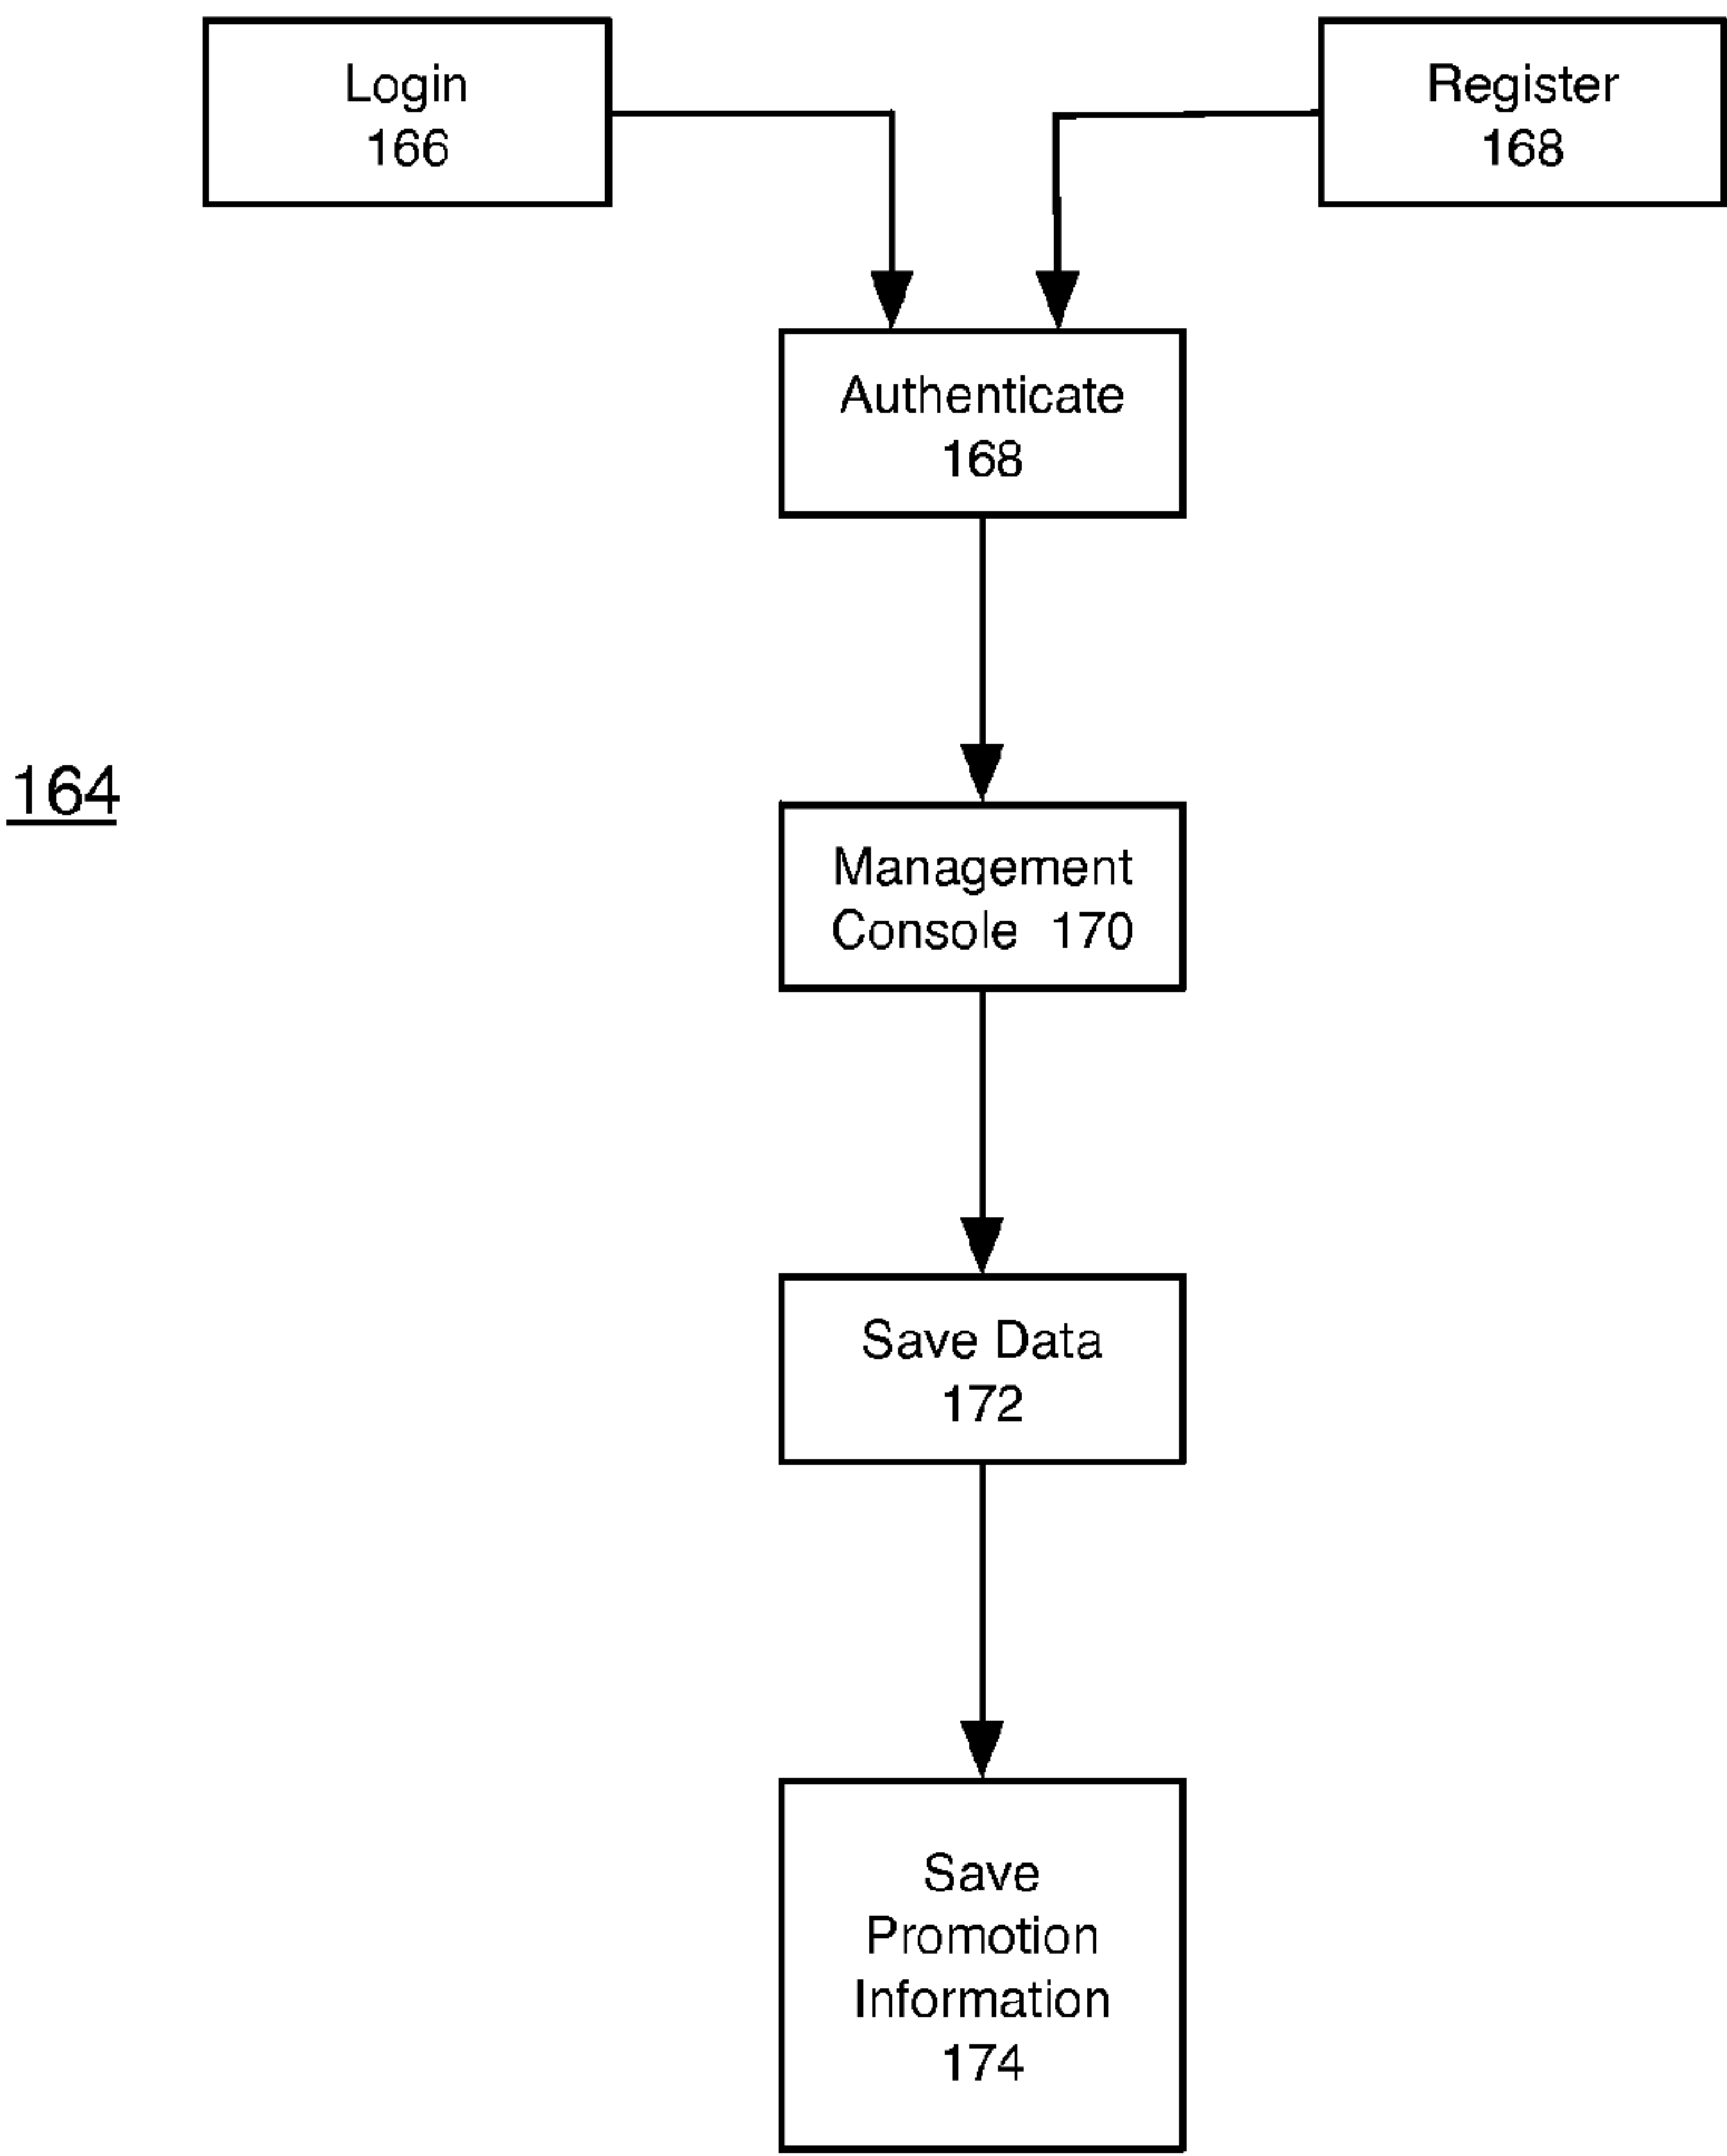 Login
166
Register
168
Authenticate
168
164
Management
Console 170
Save Data
172
Save
Promotion
Information
174